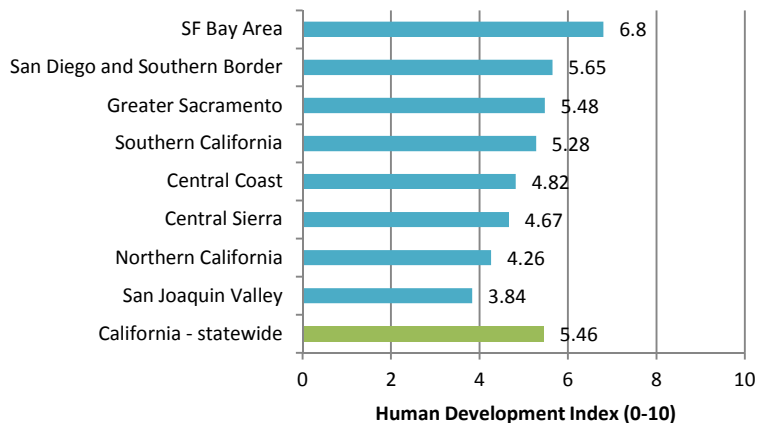 SF Bay Area 6.8
San Diego and Southern Border 5.65
Greater Sacramento 5.48
Southern California 5.28
Central Coast 4.82
Central Sierra 4.67
Northern California 4.26
San Joaquin Valley 3.84
California - statewide 5.46
0 2 4 6 8 10
Human Development Index (0-10)